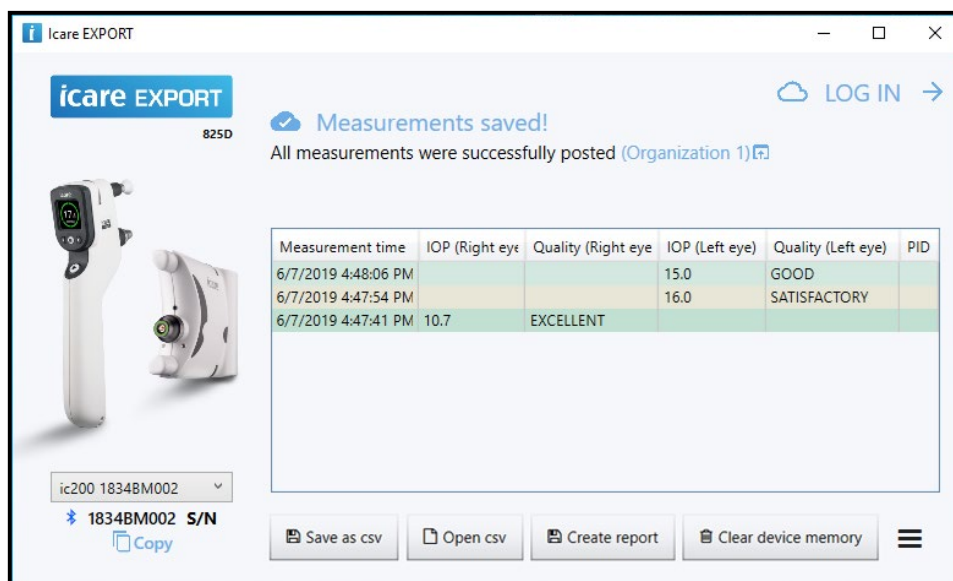 Icare EXPORT
icare EXPORT
825D
LOG IN
Measurements saved!
All measurements were successfully posted (Organization 1)
Measurement time IOP (Right eye Quality (Right eye IOP (Left eye) Quality (Left eye) PID
6/7/2019 4:48:06 PM 15.0 GOOD
6/7/2019 4:47:54 PM 16.0 SATISFACTORY
6/7/2019 4:47:41 PM 10.7 EXCELLENT
17
ic200 1834BM002
1834BM002 S/N
Copy
Save as csv Open csv Create report Clear device memory